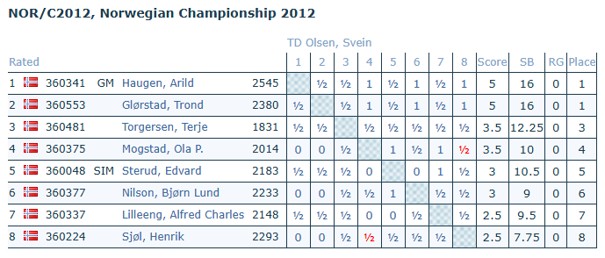 NOR/C2012, Norwegian Championship 2012
TD Olsen, Svein
Rated 1 2 3 4 5 6 7 8 Score SB RG Place
1 360341 GM Haugen, Arild 2545 ½ ½ 1 ½ 1 ½ 1 5 16 0 1
2 360553 Glørstad, Trond 2380 ½ ½ 1 ½ 1 ½ 1 5 16 0 1
3 360481 Torgersen, Terje 1831 ½ ½ ½ ½ ½ ½ ½ 3.5 12.25 0 3
4 360375 Mogstad, Ola P. 2014 0 0 ½ 1 ½ 1 ½ 3.5 10 0 4
5 360048 SIM Sterud, Edvard 2183 ½ ½ ½ 0 0 1 ½ 3 10.5 0 5
6 360377 Nilson, Bjørn Lund 2233 0 0 ½ ½ 1 ½ ½ 3 9 0 6
7 360337 Lilleeng, Alfred Charles 2148 ½ ½ ½ 0 0 ½ ½ 2.5 9.5 0 7
8 360224 Sjøl, Henrik 2293 0 0 ½ ½ ½ ½ ½ 2.5 7.75 0 8